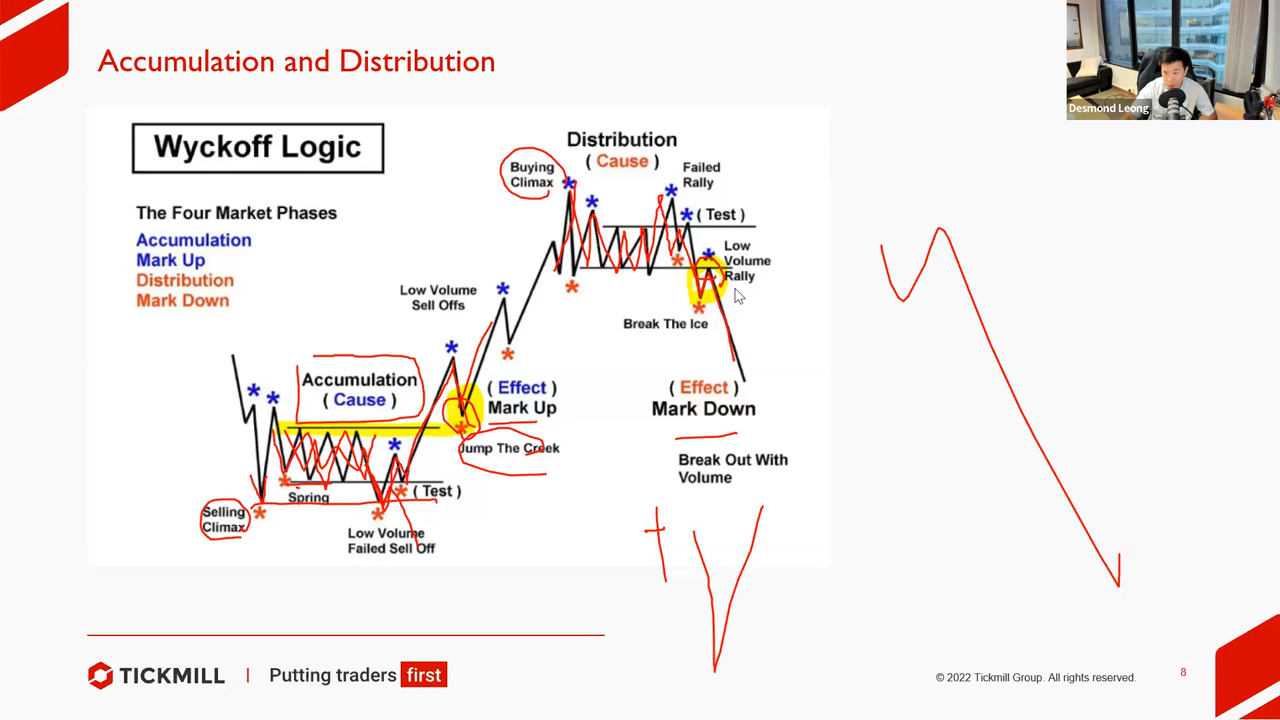 Accumulation and Distribution
Desmond Leong
Wyckoff Logic
The Four Market Phases
Accumulation
Mark Up
Distribution
Mark Down
Distribution
( Cause )
Buying
Climax
Failed
Rally
( Test )
Low
Volume
Rally
Low Volume
Sell Offs
Break The Ice
Accumulation
( Cause )
( Effect )
Mark Up
( Effect )
Mark Down
Jump The Creek
Break Out With
Volume
Spring
( Test )
Selling
Climax
Low Volume
Failed Sell Off
TICKMILL | Putting traders first
© 2022 Tickmill Group. All rights reserved.
8